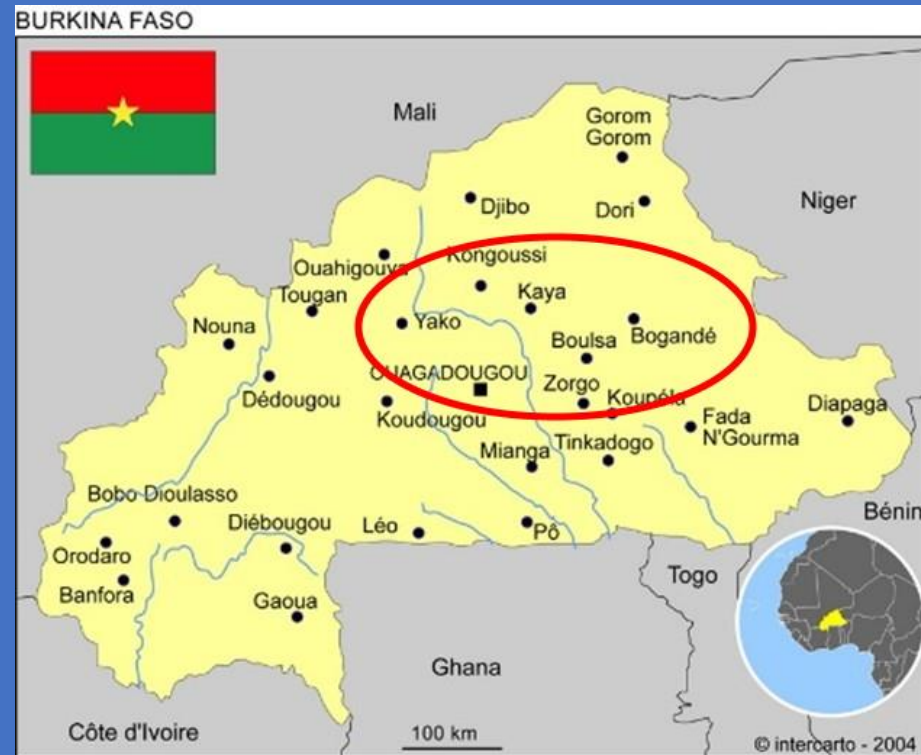 BURKINA FASO
Mali
Gorom
Gorom
Niger
Djibo
Dori
Ouahigouya
Kongoussi
Tougan
Kaya
Nouna
Yako
Bogandé
Boulsa
OUAGADOUGOU
Zorgo
Dédougou
Koupéla
Koudougou
Diapaga
Fada
N'Gourma
Mianga
Tinkadogo
Bobo Dioulasso
Bénin
Diébougou
Léo
Pô
Orodaro
Togo
Banfora
Gaoua
Ghana
Côte d'Ivoire
100 km
© intercarto - 2004